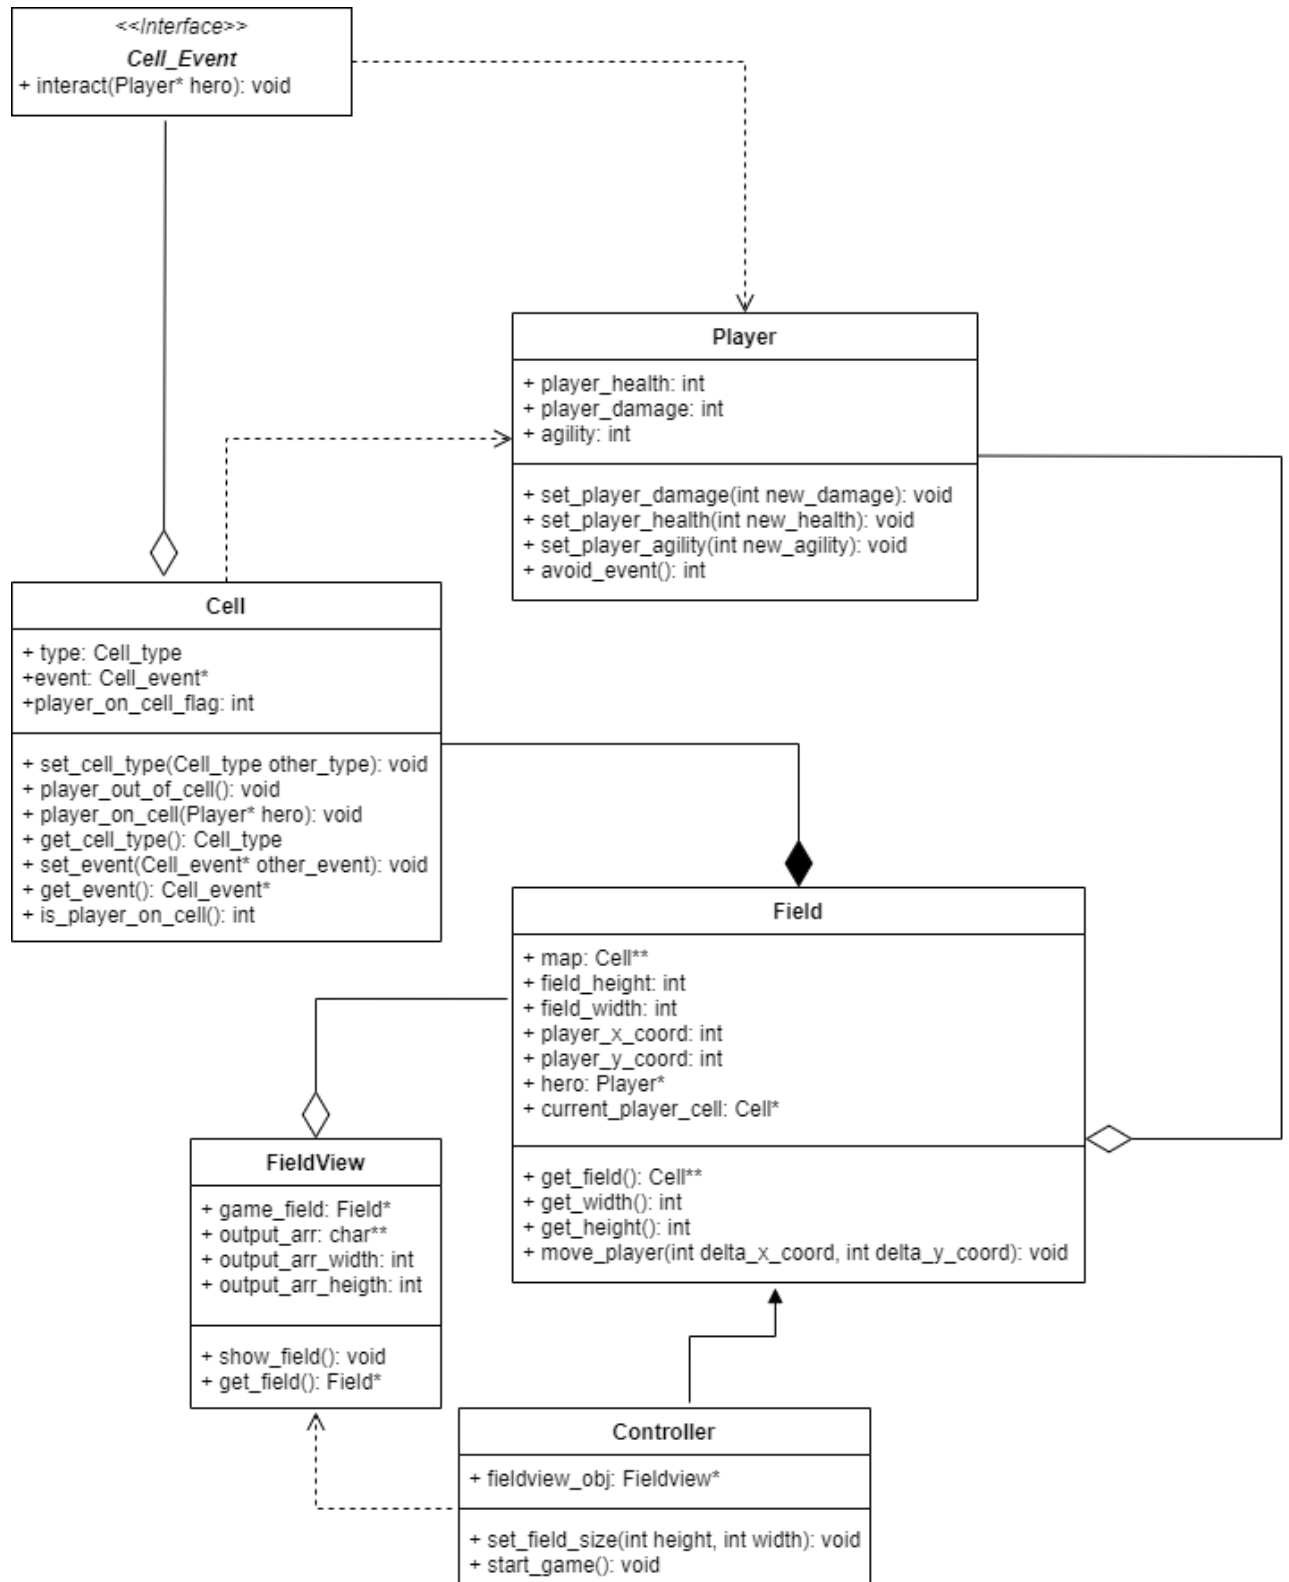 <<Interface>>
Cell_Event
+ interact(Player* hero): void
Player
+ player_health: int
+ player_damage: int
+ agility: int
+ set_player_damage(int new_damage): void
+ set_player_health(int new_health): void
+ set_player_agility(int new_agility): void
+ avoid_event(): int
Cell
+ type: Cell_type
+event: Cell_event*
+player_on_cell_flag: int
+ set_cell_type(Cell_type other_type): void
+ player_out_of_cell(): void
+ player_on_cell(Player* hero): void
+ get_cell_type(): Cell_type
+ set_event(Cell_event* other_event): void
+ get_event(): Cell_event*
+ is_player_on_cell(): int
Field
+ map: Cell**
+ field_height: int
+ field_width: int
+ player_x_coord: int
+ player_y_coord: int
+ hero: Player*
+ current_player_cell: Cell*
+ get_field(): Cell**
+ get_width(): int
+ get_height(): int
+ move_player(int delta_x_coord, int delta_y_coord): void
FieldView
+ game_field: Field*
+ output_arr: char**
+ output_arr_width: int
+ output_arr_heigth: int
+ show_field(): void
+ get_field(): Field*
Controller
+ fieldview_obj: Fieldview*
+ set_field_size(int height, int width): void
+ start_game(): void